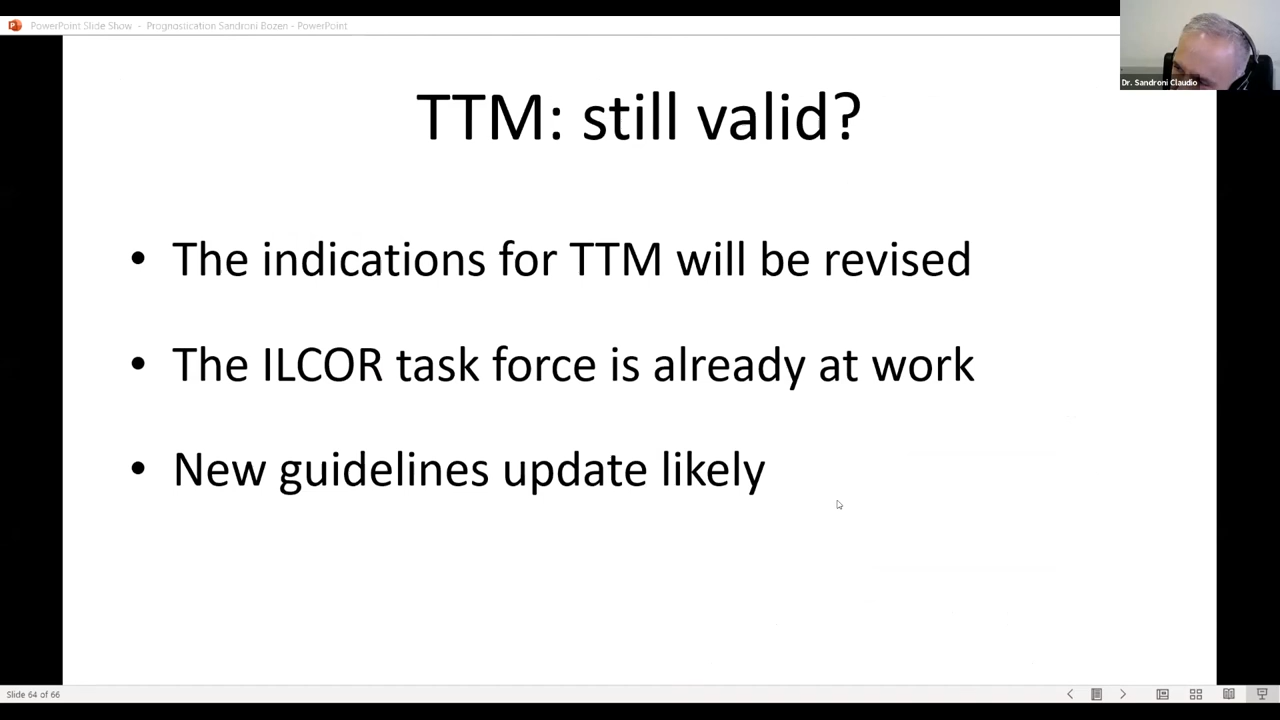 PowerPoint Slide Show - Prognostication Sandroni Bozen - PowerPoint
Dr. Sandroni Claudio
TTM: still valid?
• The indications for TTM will be revised
• The ILCOR task force is already at work
• New guidelines update likely
Slide 64 of 66